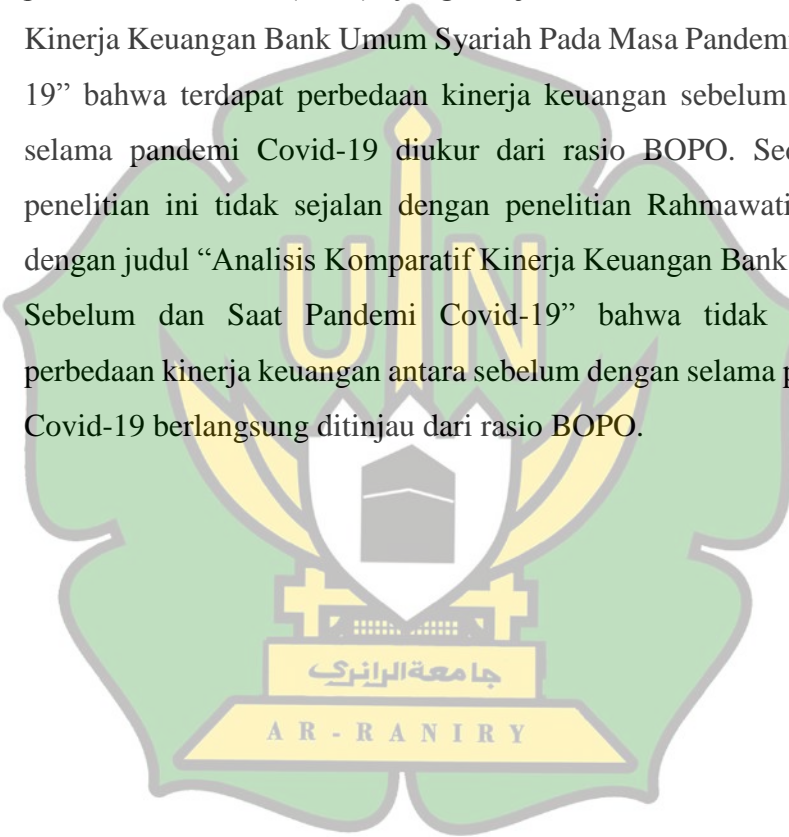 Kinerja Keuangan Bank Umum Syariah Pada Masa Pandemi
19” bahwa terdapat perbedaan kinerja keuangan sebelum
selama pandemi Covid-19 diukur dari rasio BOPO.
penelitian ini tidak sejalan dengan penelitian Rahmawati
dengan judul “Analisis Komparatif Kinerja Keuangan Bank
Sebelum dan Saat Pandemi Covid-19” bahwa tidak
perbedaan kinerja keuangan antara sebelum dengan selama
Covid-19 berlangsung ditinjau dari rasio BOPO.
UIN
جامعة الرانري
AR-RANIRY